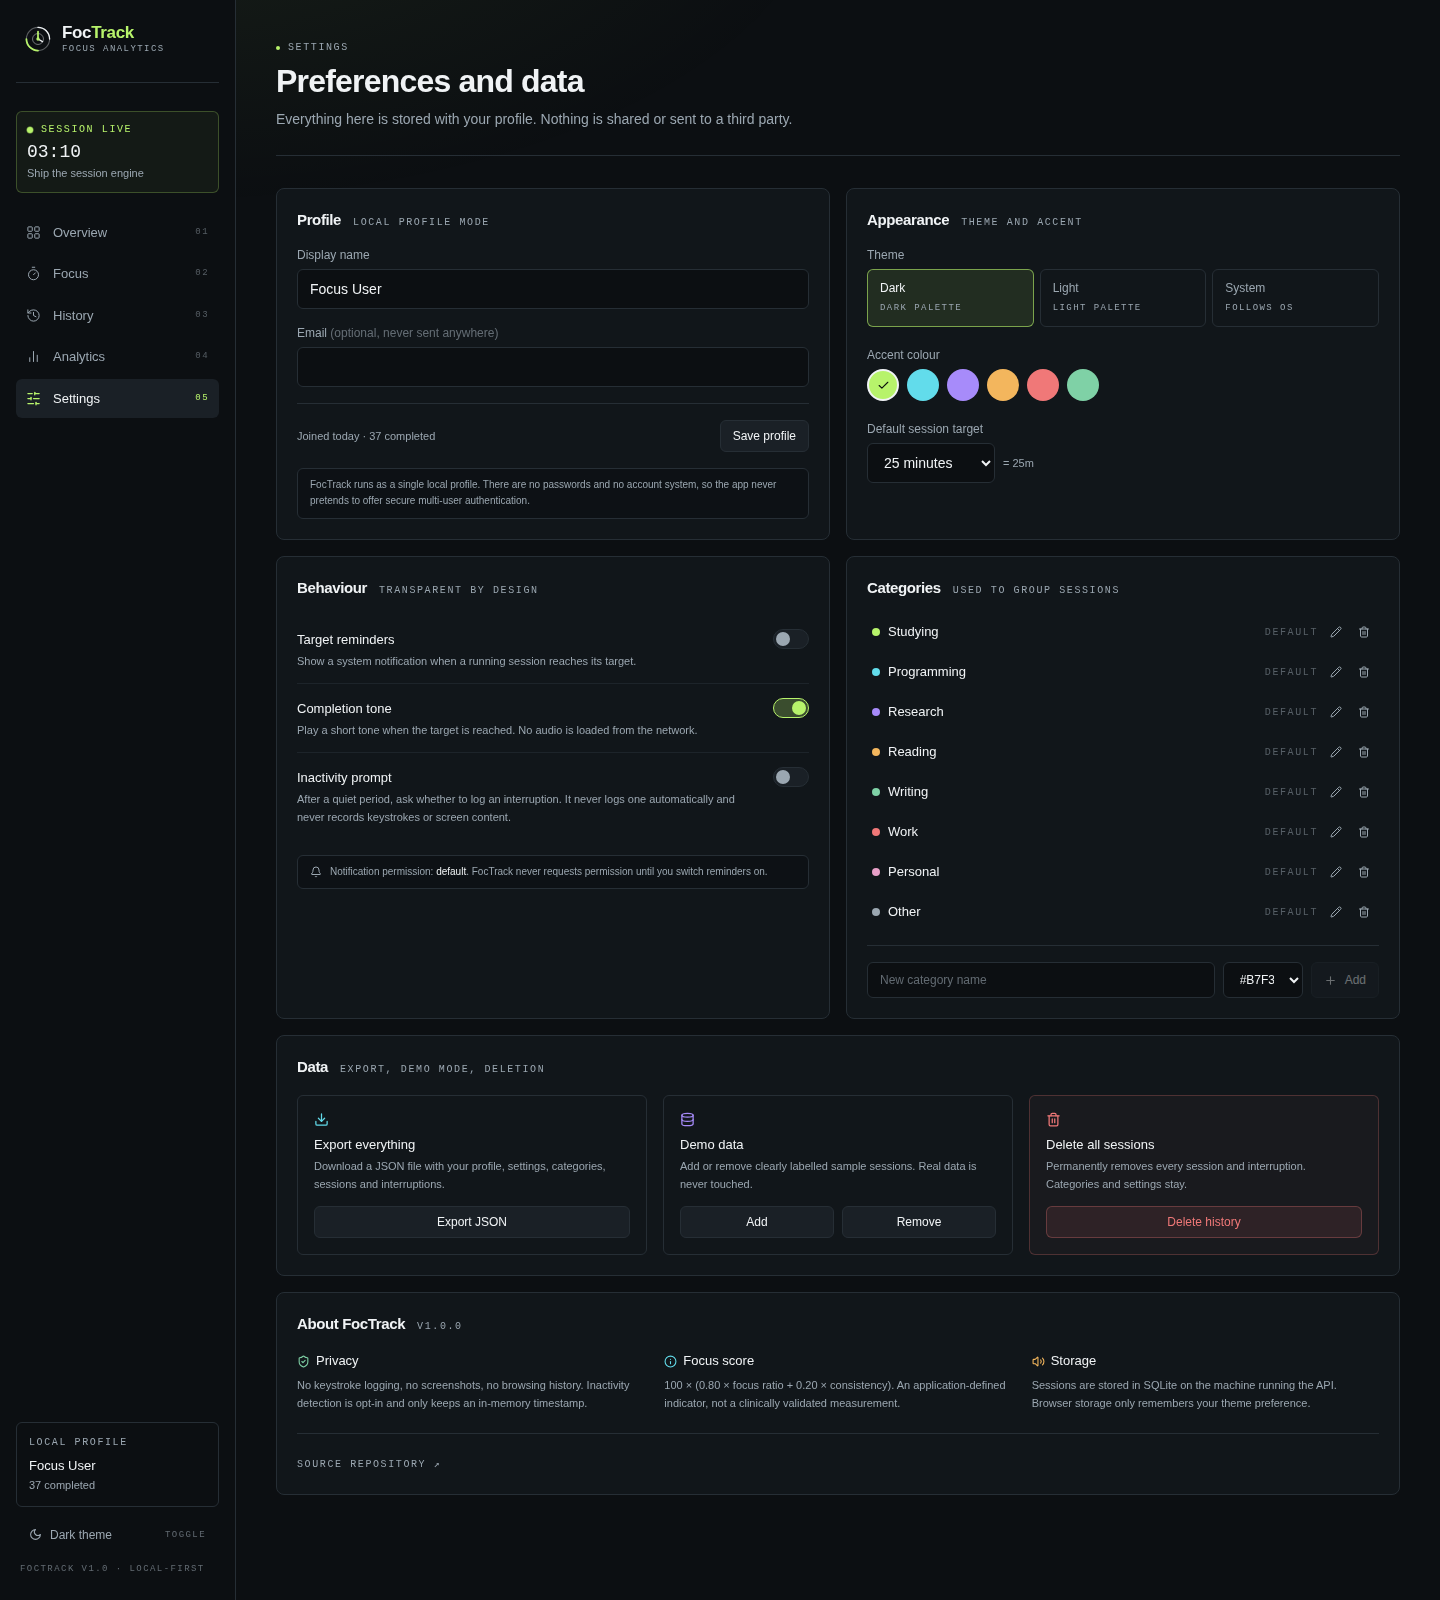 FocTrack
FOCUS ANALYTICS
SESSION LIVE
03:10
Ship the session engine
Overview 01
Focus 02
History 03
Analytics 04
Settings 05
LOCAL PROFILE
Focus User
37 completed
Dark theme TOGGLE
FOCTRACK V1.0 · LOCAL-FIRST
SETTINGS
Preferences and data
Everything here is stored with your profile. Nothing is shared or sent to a third party.
Profile LOCAL PROFILE MODE
Display name
Focus User
Email (optional, never sent anywhere)
Joined today · 37 completed
Save profile
FocTrack runs as a single local profile. There are no passwords and no account system, so the app never
pretends to offer secure multi-user authentication.
Appearance THEME AND ACCENT
Theme
Dark
DARK PALETTE
Light
LIGHT PALETTE
System
FOLLOWS OS
Accent colour
Default session target
25 minutes = 25m
Behaviour TRANSPARENT BY DESIGN
Target reminders
Show a system notification when a running session reaches its target.
Completion tone
Play a short tone when the target is reached. No audio is loaded from the network.
Inactivity prompt
After a quiet period, ask whether to log an interruption. It never logs one automatically and
never records keystrokes or screen content.
Notification permission: default. FocTrack never requests permission until you switch reminders on.
Categories USED TO GROUP SESSIONS
Studying DEFAULT
Programming DEFAULT
Research DEFAULT
Reading DEFAULT
Writing DEFAULT
Work DEFAULT
Personal DEFAULT
Other DEFAULT
New category name #B7F3 Add
Data EXPORT, DEMO MODE, DELETION
Export everything
Download a JSON file with your profile, settings, categories,
sessions and interruptions.
Export JSON
Demo data
Add or remove clearly labelled sample sessions. Real data is
never touched.
Add Remove
Delete all sessions
Permanently removes every session and interruption.
Categories and settings stay.
Delete history
About FocTrack V1.0.0
Privacy
No keystroke logging, no screenshots, no browsing history. Inactivity
detection is opt-in and only keeps an in-memory timestamp.
Focus score
100 × (0.80 × focus ratio + 0.20 × consistency). An application-defined
indicator, not a clinically validated measurement.
Storage
Sessions are stored in SQLite on the machine running the API.
Browser storage only remembers your theme preference.
SOURCE REPOSITORY ↗